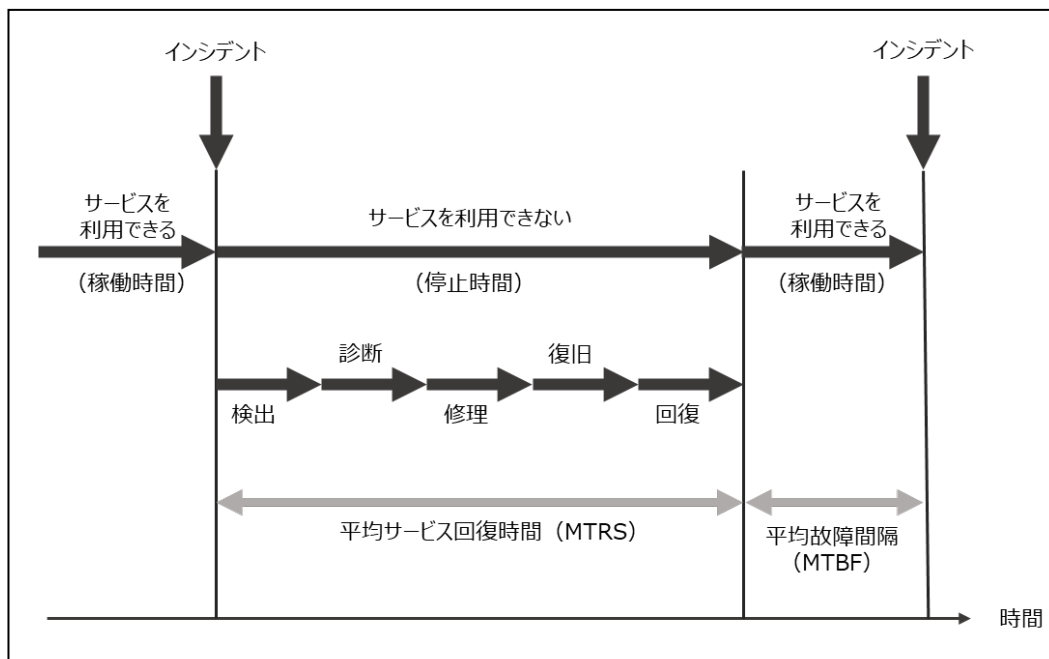 インシデント
インシデント
サービスを
利用できる
(稼働時間)
サービスを利用できない
(停止時間)
サービスを
利用できる
(稼働時間)
診断
復旧
検出
修理
回復
平均サービス回復時間（MTRS）
平均故障間隔
（MTBF）
時間